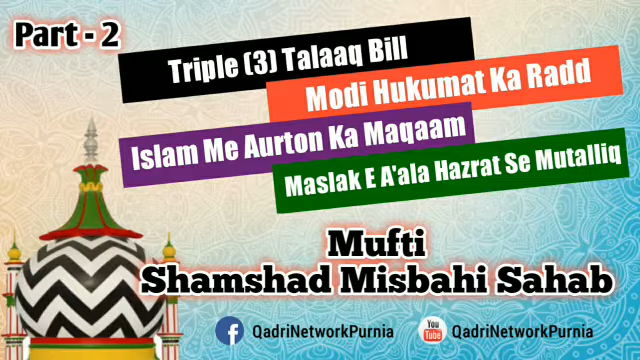 Part - 2
Triple (3) Talaaq Bill
Modi Hukumat Ka Radd
Islam Me Aurton Ka Maqaam
Maslak E A'ala Hazrat Se Mutalliq
Mufti
Shamshad Misbahi Sahab
f QadriNetworkPurnia You Tube QadriNetworkPurnia